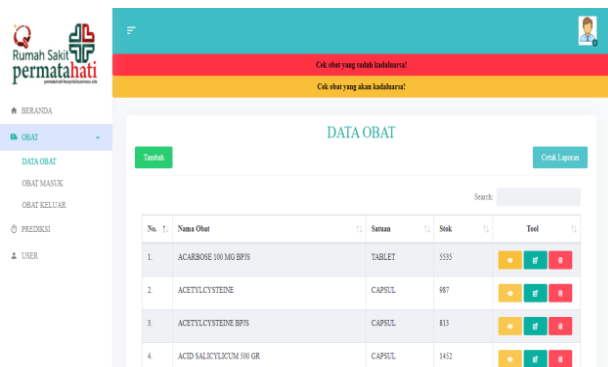 Rumah Sakit
permatahati
BERANDA
OBAT
DATA OBAT
OBAT MASUK
OBAT KELUAR
PREDIKSI
USER
Cek obat yang sudah kadaluarsa!
Cek obat yang akan kadaluarsa!
DATA OBAT
Tambah
Cetak Laporan
Search:
No. Nama Obat Satuan Stok Tool
1. ACARBOSE 100 MG BPJS TABLET 5535
2. ACETYLCYSTEINE CAPSUL 987
3. ACETYLCYSTEINE BPJS CAPSUL 813
4. ACID SALICYLICUM 500 GR CAPSUL 1452